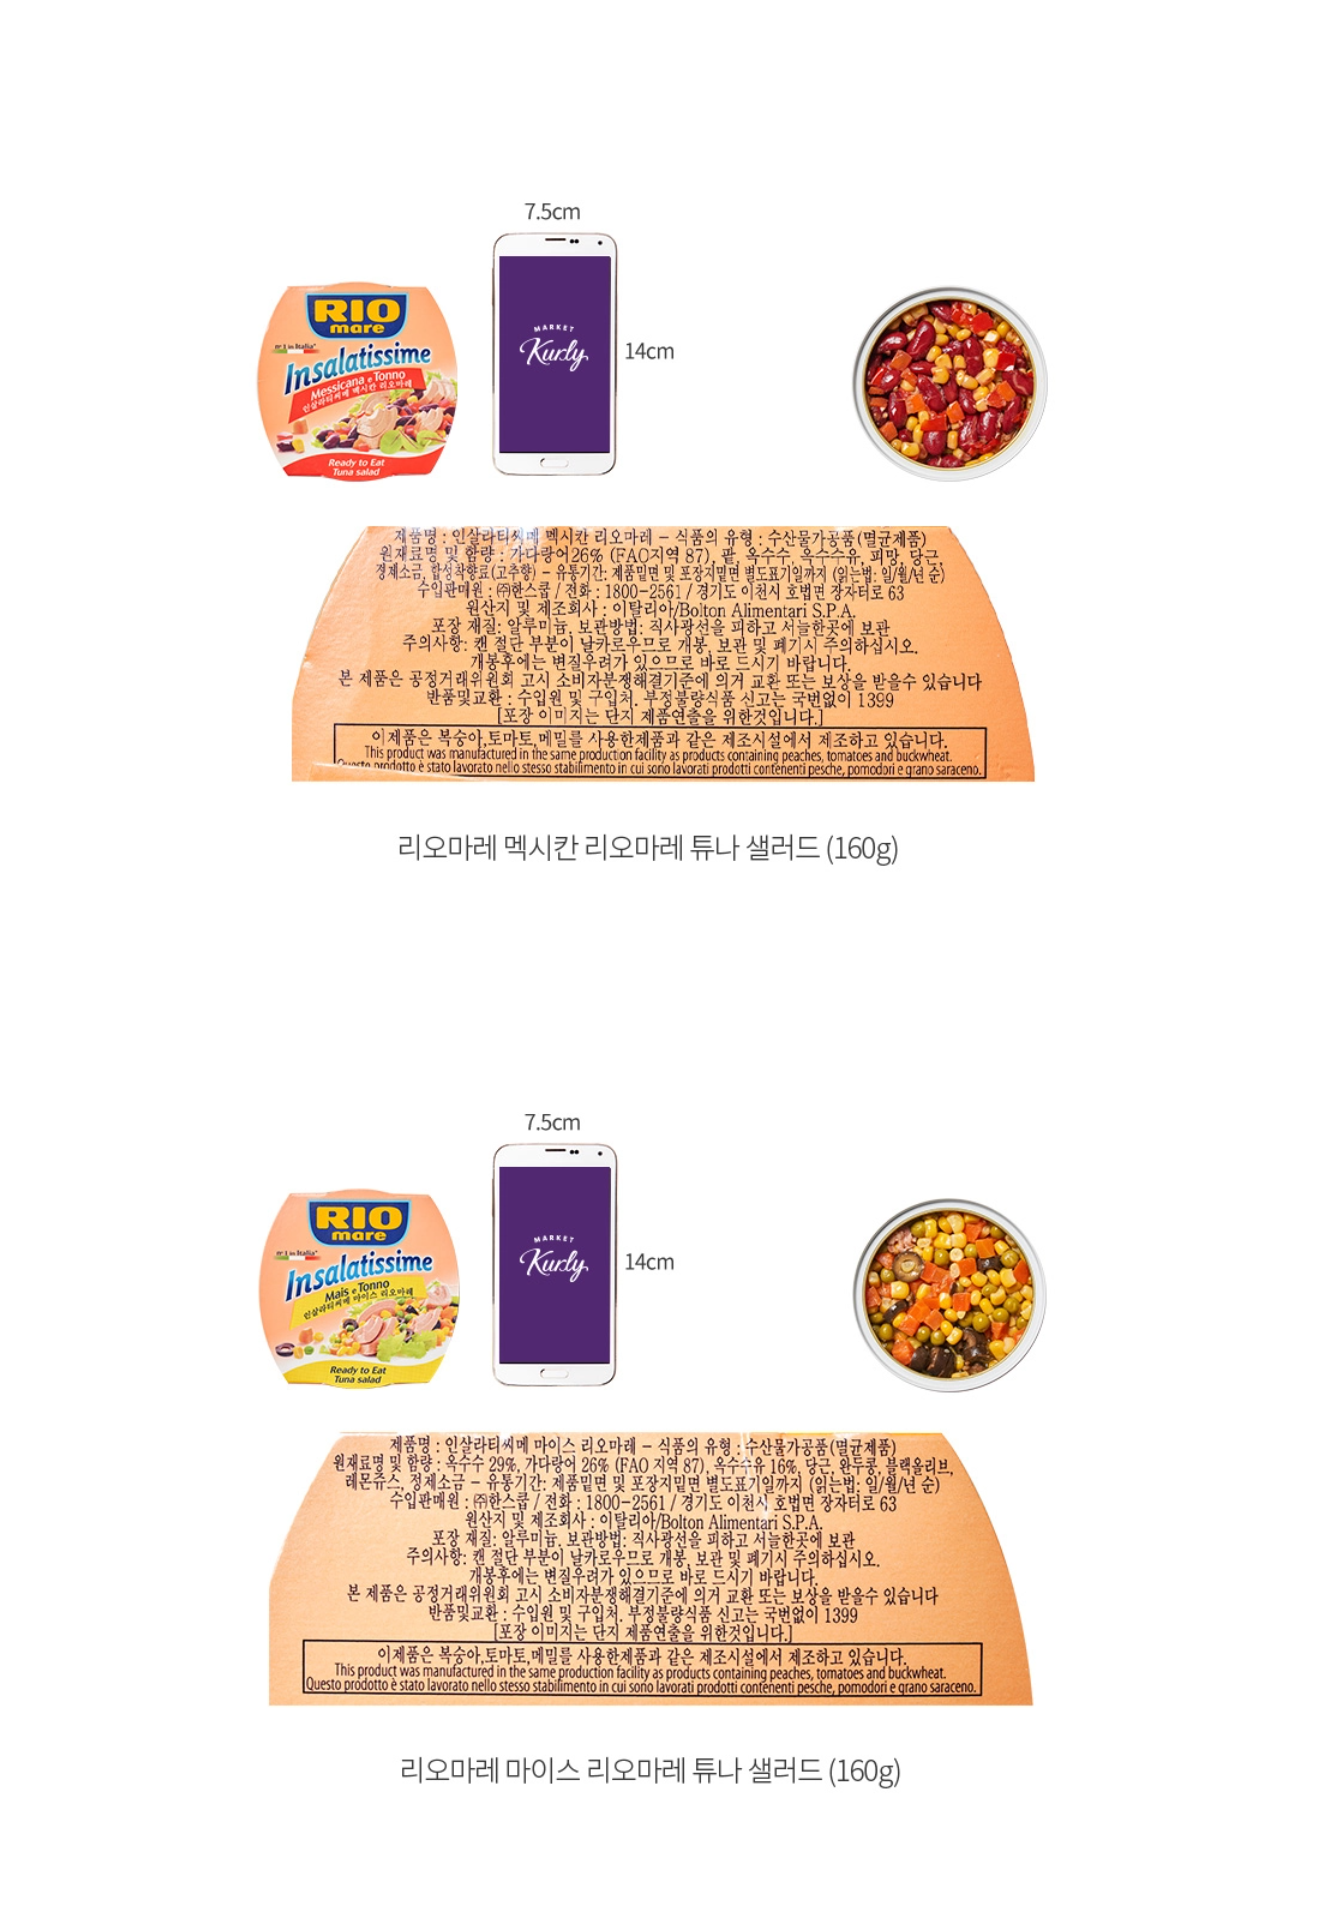 7.5cm
RIO
mare
n°1 in Italia*
Insalatissime
Messicana e Tonno
인살라티씨메 멕시칸 리오마레
Ready to Eat
Tuna salad
MARKET
Kurly
14cm
제품명 : 인살라티씨메 멕시칸 리오마레 - 식품의 유형 : 수산물가공품(멸균제품)
원재료명 및 함량 : 가다랑어26% (FAO지역 87), 팥, 옥수수, 옥수수유, 피망, 당근,
정제소금, 합성착향료(고추향) - 유통기간: 제품밑면 및 포장지밑면 별도표기일까지 (읽는법: 일/월/년 순)
수입판매원 : ㈜한스쿱 / 전화 : 1800-2561 / 경기도 이천시 호법면 장자터로 63
원산지 및 제조회사 : 이탈리아/Bolton Alimentari S.P.A.
포장 재질: 알루미늄, 보관방법: 직사광선을 피하고 서늘한곳에 보관
주의사항: 캔 절단 부분이 날카로우므로 개봉, 보관 및 폐기시 주의하십시오.
개봉후에는 변질우려가 있으므로 바로 드시기 바랍니다.
본 제품은 공정거래위원회 고시 소비자분쟁해결기준에 의거 교환 또는 보상을 받을수 있습니다
반품및교환 : 수입원 및 구입처. 부정불량식품 신고는 국번없이 1399
[포장 이미지는 단지 제품연출을 위한것입니다.]
이제품은 복숭아,토마토,메밀을 사용한제품과 같은 제조시설에서 제조하고 있습니다.
This product was manufactured in the same production facility as products containing peaches, tomatoes and buckwheat.
Questo prodotto è stato lavorato nello stesso stabilimento in cui sono lavorati prodotti contenenti pesche, pomodori e grano saraceno.
리오마레 멕시칸 리오마레 튜나 샐러드 (160g)
7.5cm
RIO
mare
n°1 in Italia*
Insalatissime
Mais e Tonno
인살라티씨메 마이스 리오마레
Ready to Eat
Tuna salad
MARKET
Kurly
14cm
제품명 : 인살라티씨메 마이스 리오마레 - 식품의 유형 : 수산물가공품(멸균제품)
원재료명 및 함량 : 옥수수 29%, 가다랑어 26% (FAO 지역 87), 옥수수유 16%, 당근, 완두콩, 블랙올리브,
레몬쥬스, 정제소금 - 유통기간: 제품밑면 및 포장지밑면 별도표기일까지 (읽는법: 일/월/년 순)
수입판매원 : ㈜한스쿱 / 전화 : 1800-2561 / 경기도 이천시 호법면 장자터로 63
원산지 및 제조회사 : 이탈리아/Bolton Alimentari S.P.A.
포장 재질: 알루미늄, 보관방법: 직사광선을 피하고 서늘한곳에 보관
주의사항: 캔 절단 부분이 날카로우므로 개봉, 보관 및 폐기시 주의하십시오.
개봉후에는 변질우려가 있으므로 바로 드시기 바랍니다.
본 제품은 공정거래위원회 고시 소비자분쟁해결기준에 의거 교환 또는 보상을 받을수 있습니다
반품및교환 : 수입원 및 구입처. 부정불량식품 신고는 국번없이 1399
[포장 이미지는 단지 제품연출을 위한것입니다.]
이제품은 복숭아,토마토,메밀을 사용한제품과 같은 제조시설에서 제조하고 있습니다.
This product was manufactured in the same production facility as products containing peaches, tomatoes and buckwheat.
Questo prodotto è stato lavorato nello stesso stabilimento in cui sono lavorati prodotti contenenti pesche, pomodori e grano saraceno.
리오마레 마이스 리오마레 튜나 샐러드 (160g)